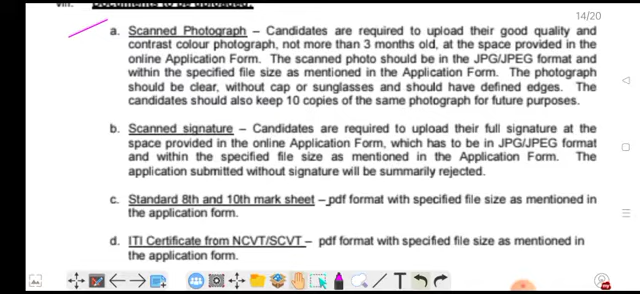 14/20
viii. Documents to be uploaded:
a. Scanned Photograph – Candidates are required to upload their good quality and
contrast colour photograph, not more than 3 months old, at the space provided in the
online Application Form. The scanned photo should be in the JPG/JPEG format and
within the specified file size as mentioned in the Application Form. The photograph
should be clear, without cap or sunglasses and should have defined edges. The
candidates should also keep 10 copies of the same photograph for future purposes.
b. Scanned signature – Candidates are required to upload their full signature at the
space provided in the online Application Form, which has to be in JPG/JPEG format
and within the specified file size as mentioned in the Application Form. The
application submitted without signature will be summarily rejected.
c. Standard 8th and 10th mark sheet – pdf format with specified file size as mentioned in
the application form.
d. ITI Certificate from NCVT/SCVT – pdf format with specified file size as mentioned in
the application form.
T